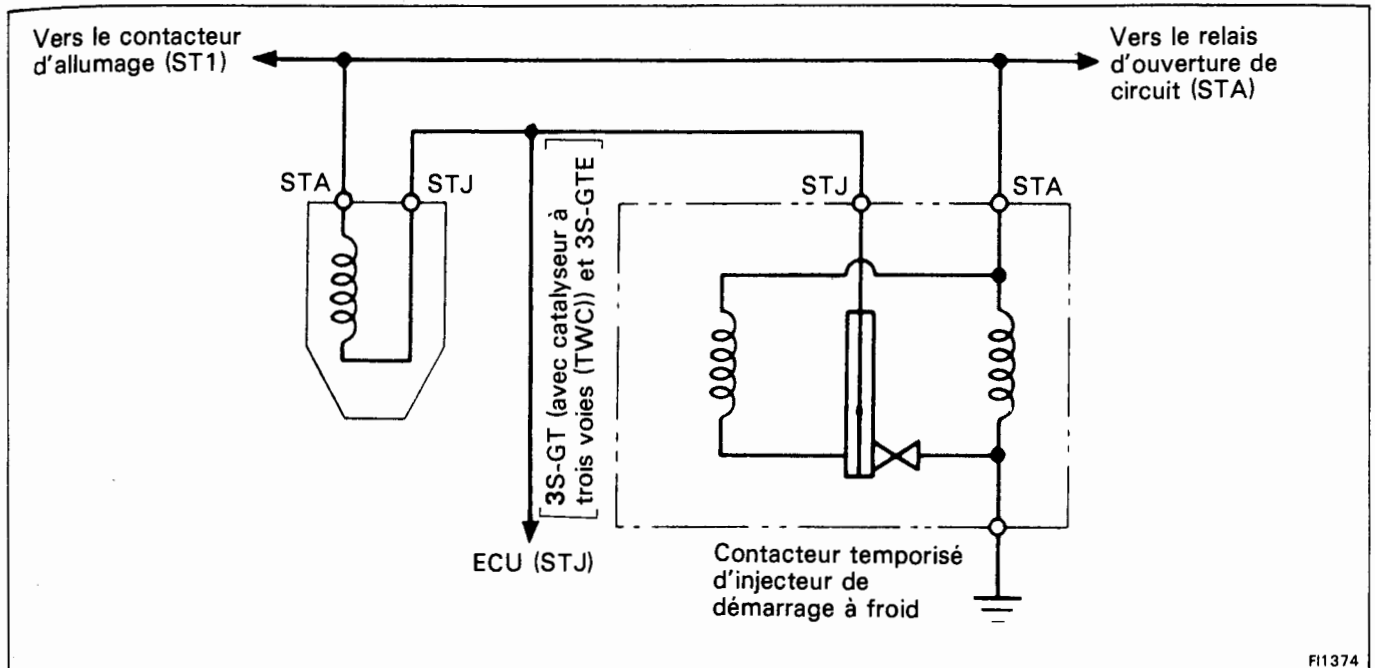 Vers le contacteur
d'allumage (ST1)
Vers le relais
d'ouverture de
circuit (STA)
STA
STJ
3S-GT (avec catalyseur à
trois voies (TWC)) et 3S-GTE
STJ
STA
ECU (STJ)
Contacteur temporisé
d'injecteur de
démarrage à froid
FI1374